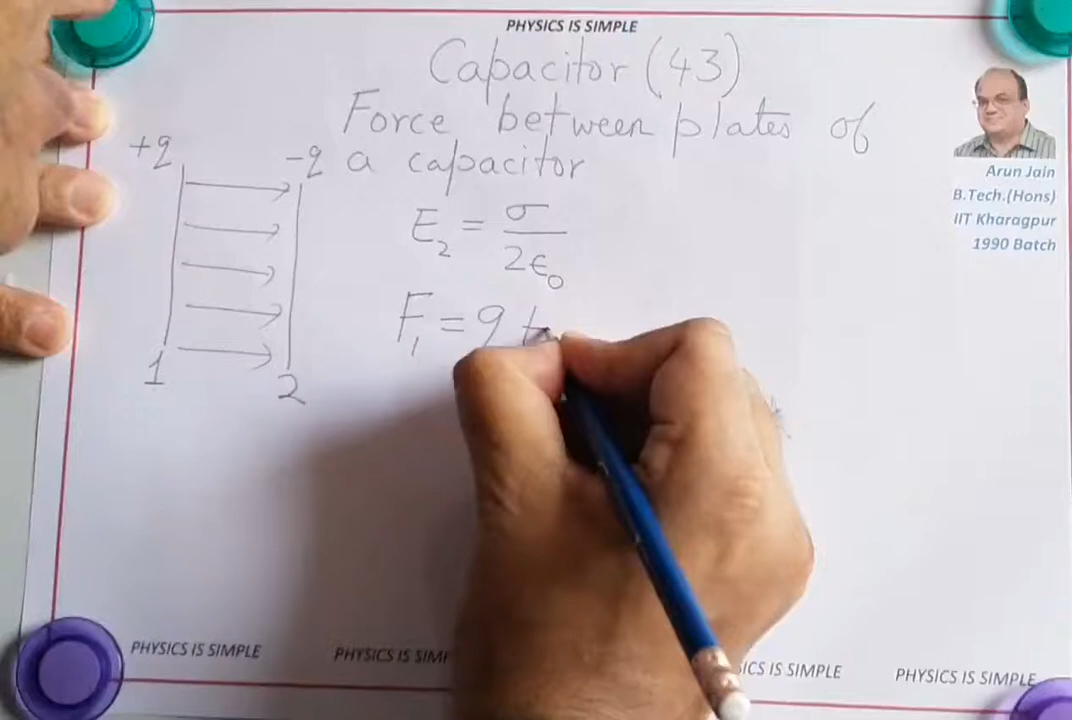 PHYSICS IS SIMPLE
Capacitor (43)
Force between plates of
a capacitor
+q
-q
E₂ = σ / 2ϵ₀
F₁ = q
1
2
Arun Jain
B.Tech.(Hons)
IIT Kharagpur
1990 Batch
PHYSICS IS SIMPLE
PHYSICS IS
IS SIMPLE
PHYSICS IS SIMPLE